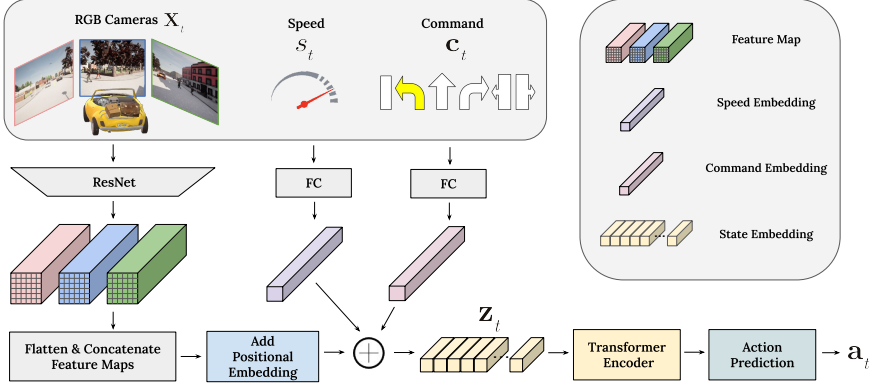 RGB Cameras X_t
Speed
s_t
Command
c_t
ResNet
FC
FC
Flatten & Concatenate
Feature Maps
Add
Positional
Embedding
z_t
...
Transformer
Encoder
Action
Prediction
a_t
Feature Map
Speed Embedding
Command Embedding
...
State Embedding